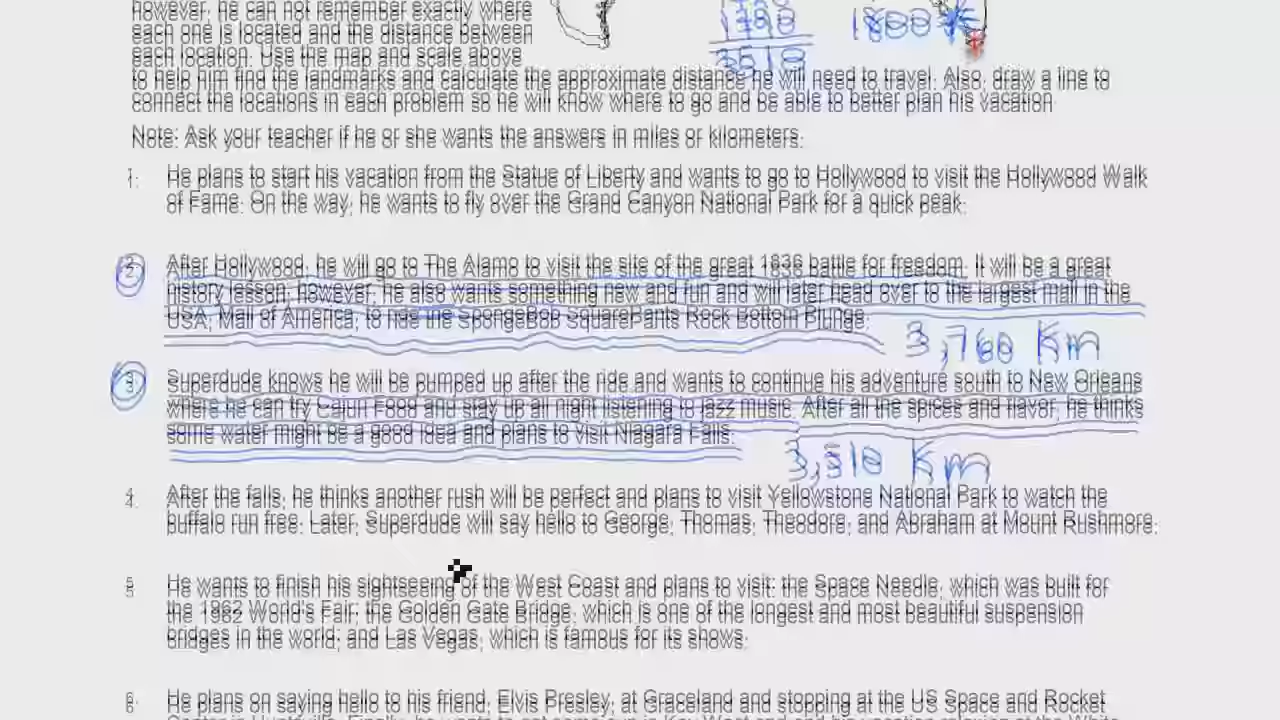 however, he can not remember exactly where
each one is located and the distance between
each location. Use the map and scale above
to help him find the landmarks and calculate the approximate distance he will need to travel. Also, draw a line to
connect the locations in each problem so he will know where to go and be able to better plan his vacation
3510
1800 K
Note: Ask your teacher if he or she wants the answers in miles or kilometers.
1. He plans to start his vacation from the Statue of Liberty and wants to go to Hollywood to visit the Hollywood Walk
of Fame. On the way, he wants to fly over the Grand Canyon National Park for a quick peak.
2. After Hollywood, he will go to The Alamo to visit the site of the great 1836 battle for freedom. It will be a great
history lesson; however, he also wants something new and fun and will later head over to the largest mall in the
USA, Mall of America, to ride the SpongeBob SquarePants Rock Bottom Plunge.
3,760 Km
3. Superdude knows he will be pumped up after the ride and wants to continue his adventure south to New Orleans
where he can try Cajun Food and stay up all night listening to jazz music. After all the spices and flavor, he thinks
some water might be a good idea and plans to visit Niagara Falls.
3,510 Km
4. After the falls, he thinks another rush will be perfect and plans to visit Yellowstone National Park to watch the
buffalo run free. Later, Superdude will say hello to George, Thomas, Theodore, and Abraham at Mount Rushmore.
5. He wants to finish his sightseeing of the West Coast and plans to visit: the Space Needle, which was built for
the 1962 World's Fair; the Golden Gate Bridge, which is one of the longest and most beautiful suspension
bridges in the world; and Las Vegas, which is famous for its shows.
6. He plans on saying hello to his friend, Elvis Presley, at Graceland and stopping at the US Space and Rocket